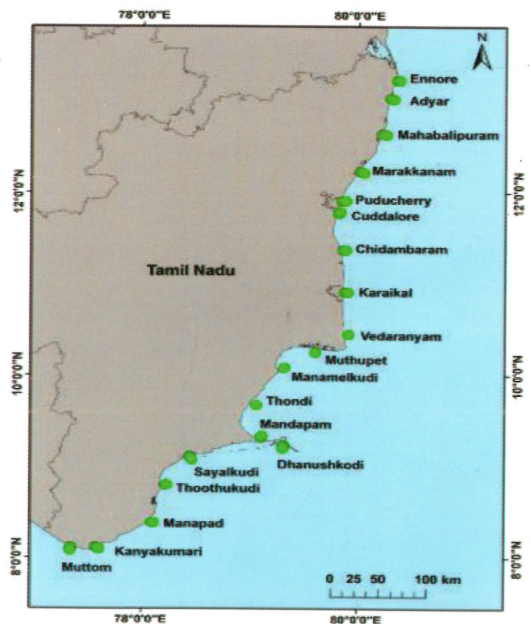 78°0'0"E 80°0'0"E
N
Ennore
Adyar
Mahabalipuram
Marakkanam
12°0'0"N 12°0'0"N
Puducherry
Cuddalore
Chidambaram
Tamil Nadu
Karaikal
Vedaranyam
Muthupet
10°0'0"N 10°0'0"N
Manamelkudi
Thondi
Mandapam
Dhanushkodi
Sayalkudi
Thoothukudi
Manapad
Kanyakumari
8°0'0"N 8°0'0"N
Muttom
0 25 50 100 km
78°0'0"E 80°0'0"E